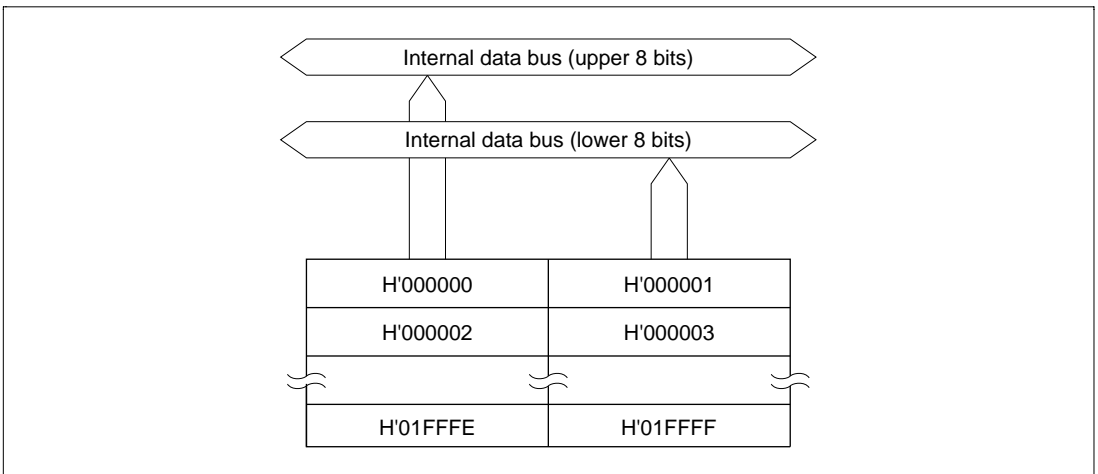 Internal data bus (upper 8 bits)
Internal data bus (lower 8 bits)
H'000000 H'000001
H'000002 H'000003
H'01FFFE H'01FFFF